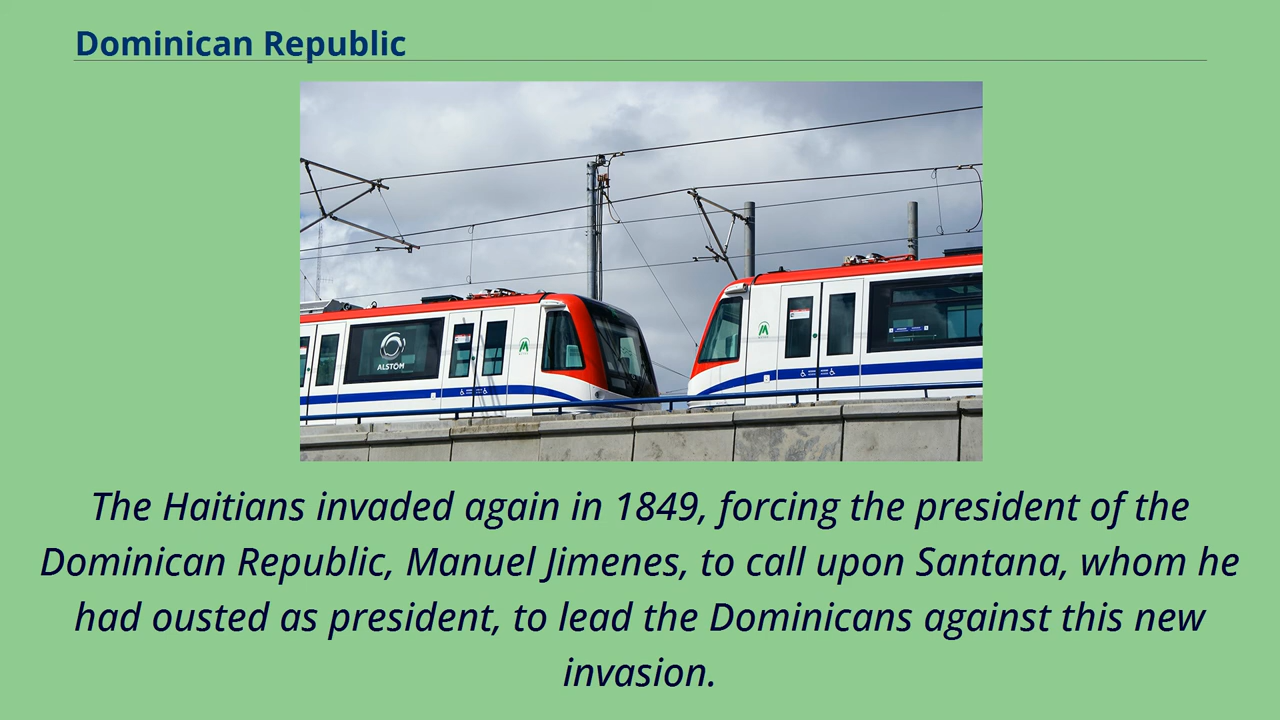 Dominican Republic
ALSTOM
The Haitians invaded again in 1849, forcing the president of the
Dominican Republic, Manuel Jimenes, to call upon Santana, whom he
had ousted as president, to lead the Dominicans against this new
invasion.